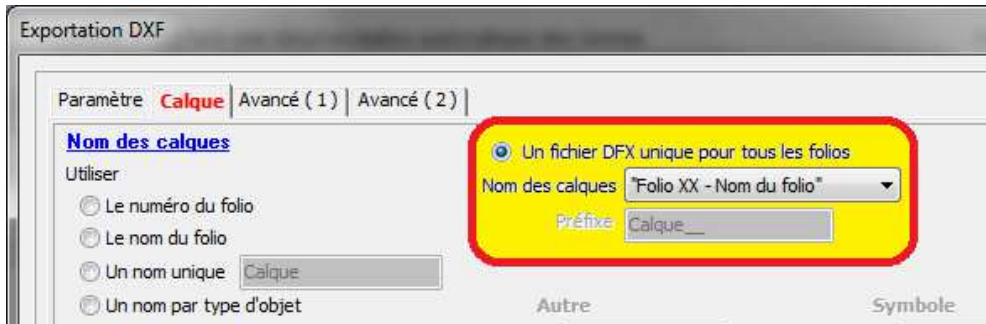 Exportation DXF
Paramètre Calque Avancé ( 1 ) Avancé ( 2 )
Nom des calques
Utiliser
Le numéro du folio
Le nom du folio
Un nom unique Calque
Un nom par type d'objet
Un fichier DFX unique pour tous les folios
Nom des calques "Folio XX - Nom du folio"
Préfixe Calque__
Autre Symbole